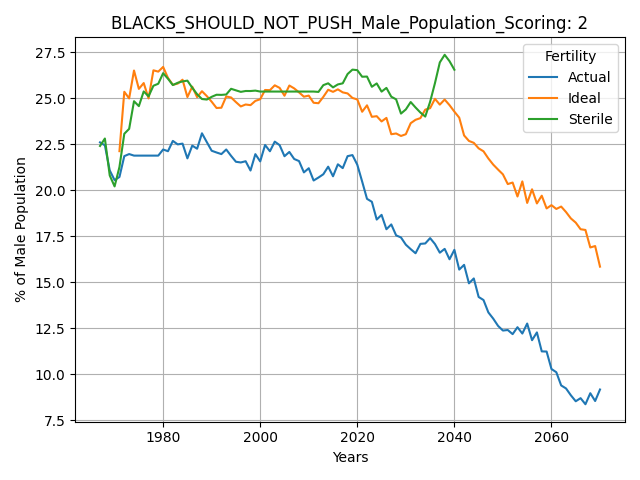 BLACKS_SHOULD_NOT_PUSH_Male_Population_Scoring: 2
27.5
25.0
22.5
20.0
17.5
15.0
12.5
10.0
7.5
% of Male Population
Fertility
Actual
Ideal
Sterile
1980
2000
2020
2040
2060
Years